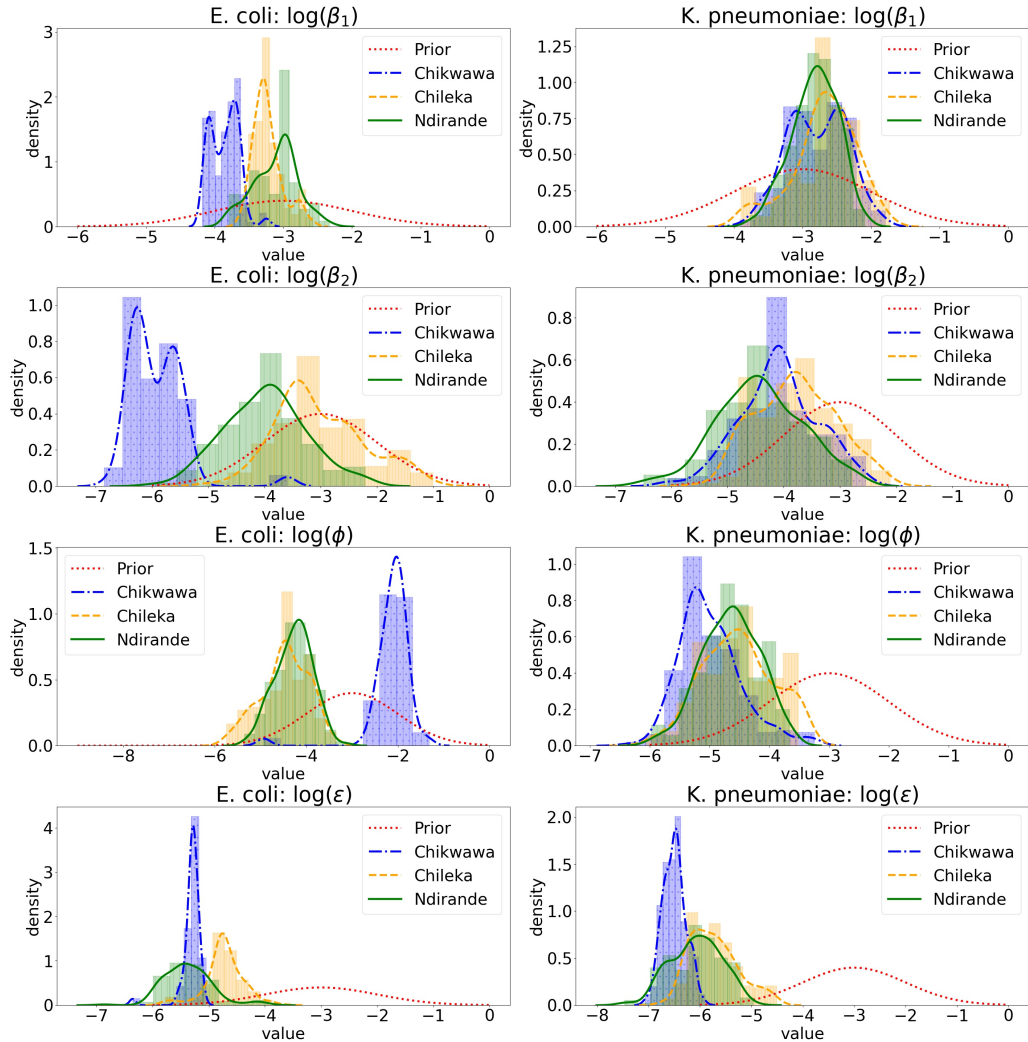 E. coli: log(β₁)
density
3
2
1
0
−6 −5 −4 −3 −2 −1 0
value
Prior
Chikwawa
Chileka
Ndirande
K. pneumoniae: log(β₁)
density
1.25
1.00
0.75
0.50
0.25
0.00
−6 −5 −4 −3 −2 −1 0
value
Prior
Chikwawa
Chileka
Ndirande
E. coli: log(β₂)
density
1.0
0.8
0.6
0.4
0.2
0.0
−7 −6 −5 −4 −3 −2 −1 0
value
Prior
Chikwawa
Chileka
Ndirande
K. pneumoniae: log(β₂)
density
0.8
0.6
0.4
0.2
0.0
−7 −6 −5 −4 −3 −2 −1 0
value
Prior
Chikwawa
Chileka
Ndirande
E. coli: log(ϕ)
density
1.5
1.0
0.5
0.0
−8 −6 −4 −2 0
value
Prior
Chikwawa
Chileka
Ndirande
K. pneumoniae: log(ϕ)
density
1.0
0.8
0.6
0.4
0.2
0.0
−7 −6 −5 −4 −3 −2 −1 0
value
Prior
Chikwawa
Chileka
Ndirande
E. coli: log(ε)
density
4
3
2
1
0
−7 −6 −5 −4 −3 −2 −1 0
value
Prior
Chikwawa
Chileka
Ndirande
K. pneumoniae: log(ε)
density
2.0
1.5
1.0
0.5
0.0
−8 −7 −6 −5 −4 −3 −2 −1 0
value
Prior
Chikwawa
Chileka
Ndirande